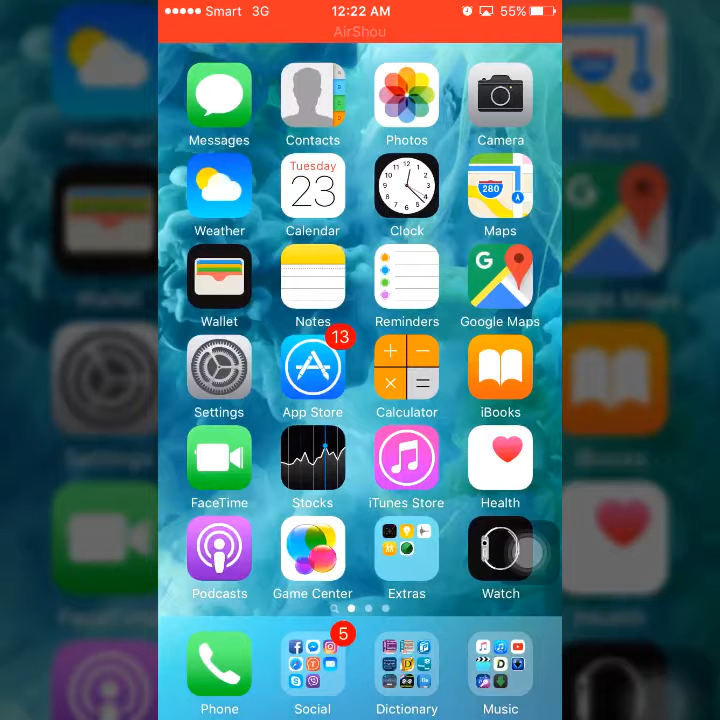 Smart 3G 12:22 AM 55%
AirShou
Messages Contacts Photos Camera
Tuesday
23
12
280
Weather Calendar Clock Maps
G
Wallet Notes Reminders Google Maps
13
Settings App Store Calculator iBooks
FaceTime Stocks iTunes Store Health
Podcasts Game Center Extras Watch
5
Phone Social Dictionary Music